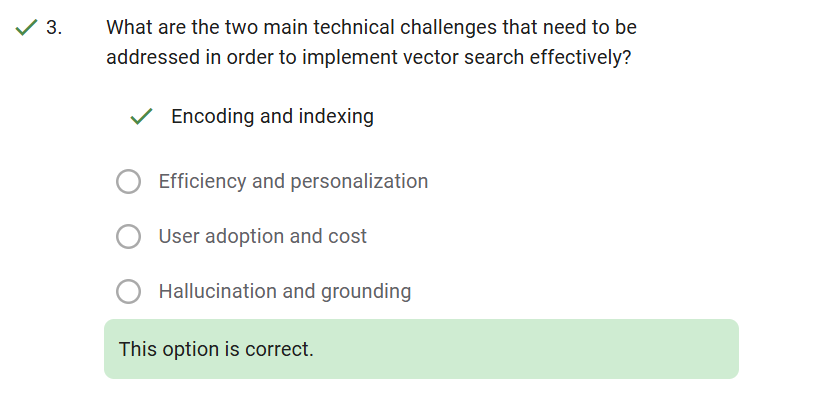 3. What are the two main technical challenges that need to be
addressed in order to implement vector search effectively?
Encoding and indexing
Efficiency and personalization
User adoption and cost
Hallucination and grounding
This option is correct.